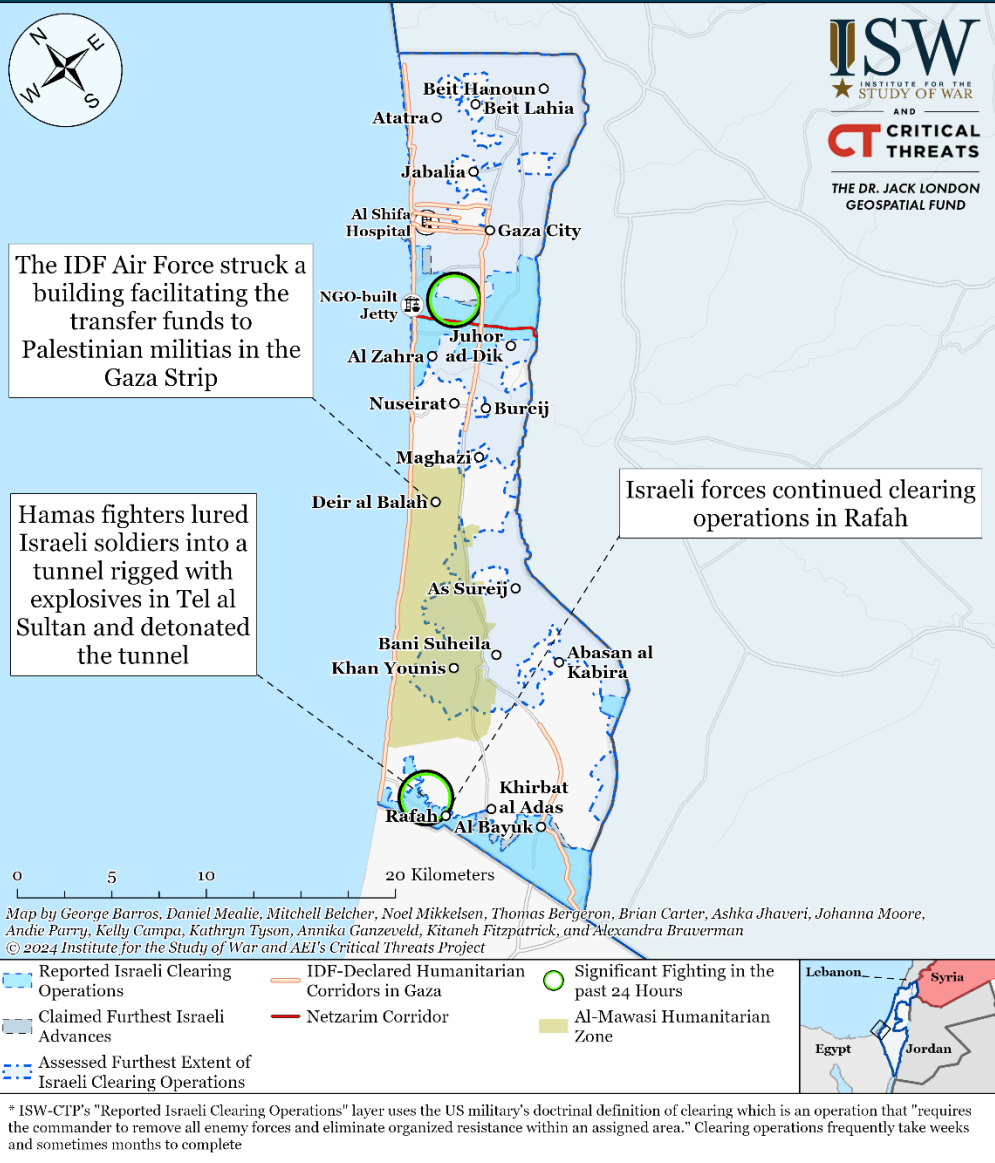 N
E
W
S
ISW
INSTITUTE FOR THE
STUDY OF WAR
AND
CT CRITICAL
THREATS
THE DR. JACK LONDON
GEOSPATIAL FUND
Beit Hanoun
Beit Lahia
Atatra
Jabalia
Al Shifa
Hospital
Gaza City
The IDF Air Force struck a
building facilitating the
transfer funds to
Palestinian militias in the
Gaza Strip
NGO-built
Jetty
Juhor
ad Dik
Al Zahra
Nuseirat
Bureij
Maghazi
Deir al Balah
Israeli forces continued clearing
operations in Rafah
Hamas fighters lured
Israeli soldiers into a
tunnel rigged with
explosives in Tel al
Sultan and detonated
the tunnel
As Sureij
Bani Suheila
Khan Younis
Abasan al
Kabira
Khirbat
al Adas
Rafah
Al Bayuk
0 5 10 20 Kilometers
Map by George Barros, Daniel Mealie, Mitchell Belcher, Noel Mikkelsen, Thomas Bergeron, Brian Carter, Ashka Jhaveri, Johanna Moore,
Andie Parry, Kelly Campa, Kathryn Tyson, Annika Ganzeveld, Kitaneh Fitzpatrick, and Alexandra Braverman
© 2024 Institute for the Study of War and AEI's Critical Threats Project
Reported Israeli Clearing
Operations
Claimed Furthest Israeli
Advances
Assessed Furthest Extent of
Israeli Clearing Operations
IDF-Declared Humanitarian
Corridors in Gaza
Netzarim Corridor
Significant Fighting in the
past 24 Hours
Al-Mawasi Humanitarian
Zone
Lebanon
Syria
Egypt
Jordan
* ISW-CTP's "Reported Israeli Clearing Operations" layer uses the US military's doctrinal definition of clearing which is an operation that "requires
the commander to remove all enemy forces and eliminate organized resistance within an assigned area." Clearing operations frequently take weeks
and sometimes months to complete